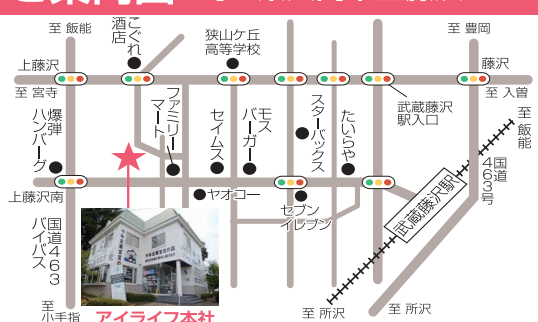 至 飯能
こぐれ
酒店
狭山ケ丘
高等学校
至 豊岡
上藤沢
藤沢
至 宮寺
至 入曽
武蔵藤沢
駅入口
爆弾
ハンバーグ
ファミリー
マート
セイムス
モス
バーガー
スターバックス
たいらや
至 飯能
国道463号
武蔵藤沢駅
上藤沢南
ヤオコー
セブン
イレブン
国道463
バイパス
至 小手指
至 所沢
至 所沢
アイライフ本社